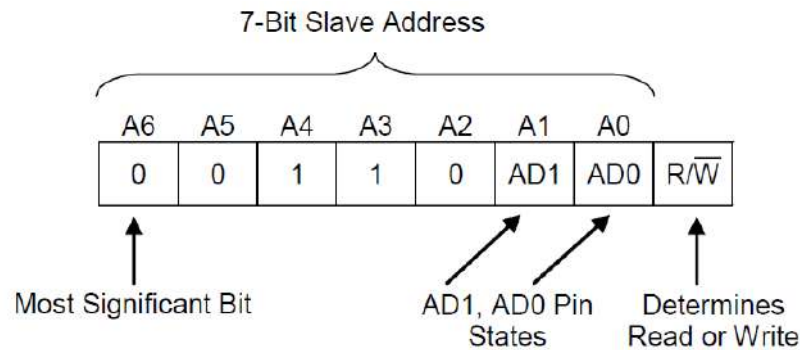 7-Bit Slave Address
A6 A5 A4 A3 A2 A1 A0
0 0 1 1 0 AD1 AD0 R/W̅
Most Significant Bit
AD1, AD0 Pin
States
Determines
Read or Write